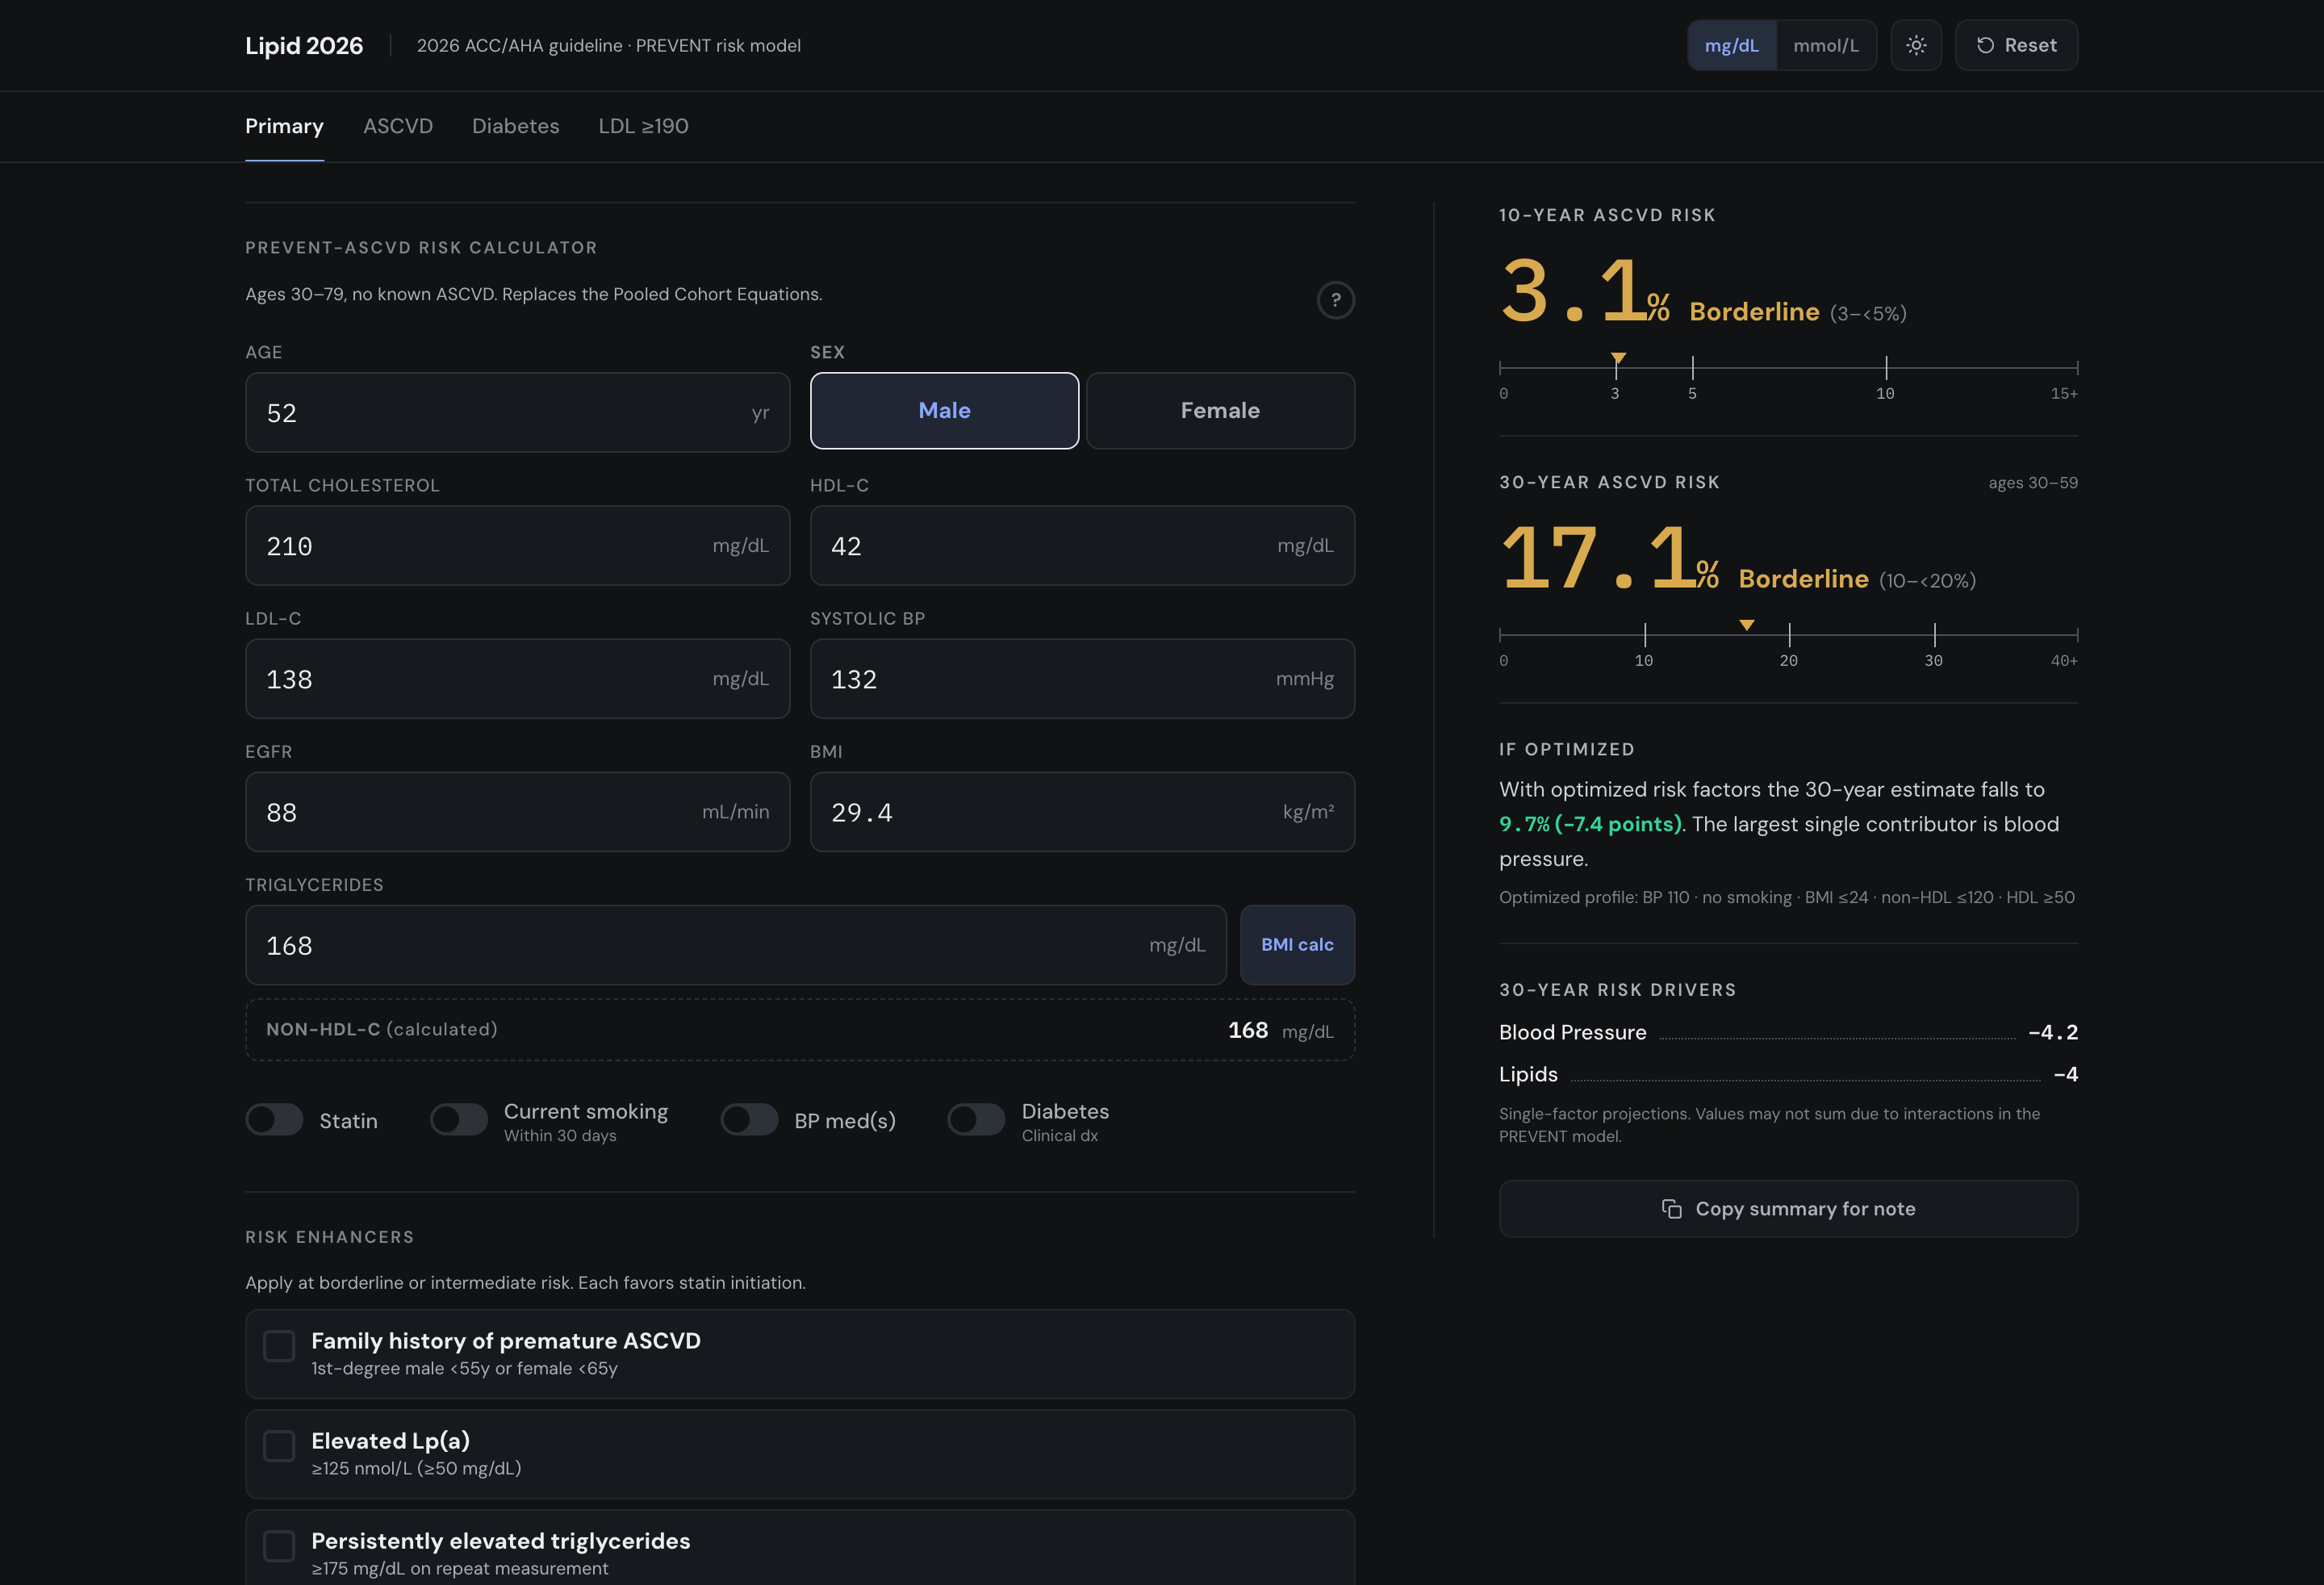 Lipid 2026
2026 ACC/AHA guideline · PREVENT risk model
mg/dL
mmol/L
Reset
Primary
ASCVD
Diabetes
LDL ≥190
PREVENT-ASCVD RISK CALCULATOR
Ages 30–79, no known ASCVD. Replaces the Pooled Cohort Equations.
?
AGE
52 yr
SEX
Male
Female
TOTAL CHOLESTEROL
210 mg/dL
HDL-C
42 mg/dL
LDL-C
138 mg/dL
SYSTOLIC BP
132 mmHg
EGFR
88 mL/min
BMI
29.4 kg/m²
TRIGLYCERIDES
168 mg/dL
BMI calc
NON-HDL-C (calculated) 168 mg/dL
Statin
Current smoking
Within 30 days
BP med(s)
Diabetes
Clinical dx
RISK ENHANCERS
Apply at borderline or intermediate risk. Each favors statin initiation.
Family history of premature ASCVD
1st-degree male <55y or female <65y
Elevated Lp(a)
≥125 nmol/L (≥50 mg/dL)
Persistently elevated triglycerides
≥175 mg/dL on repeat measurement
10-YEAR ASCVD RISK
3.1% Borderline (3–<5%)
0 3 5 10 15+
30-YEAR ASCVD RISK ages 30–59
17.1% Borderline (10–<20%)
0 10 20 30 40+
IF OPTIMIZED
With optimized risk factors the 30-year estimate falls to
9.7% (−7.4 points). The largest single contributor is blood
pressure.
Optimized profile: BP 110 · no smoking · BMI ≤24 · non-HDL ≤120 · HDL ≥50
30-YEAR RISK DRIVERS
Blood Pressure −4.2
Lipids −4
Single-factor projections. Values may not sum due to interactions in the
PREVENT model.
Copy summary for note